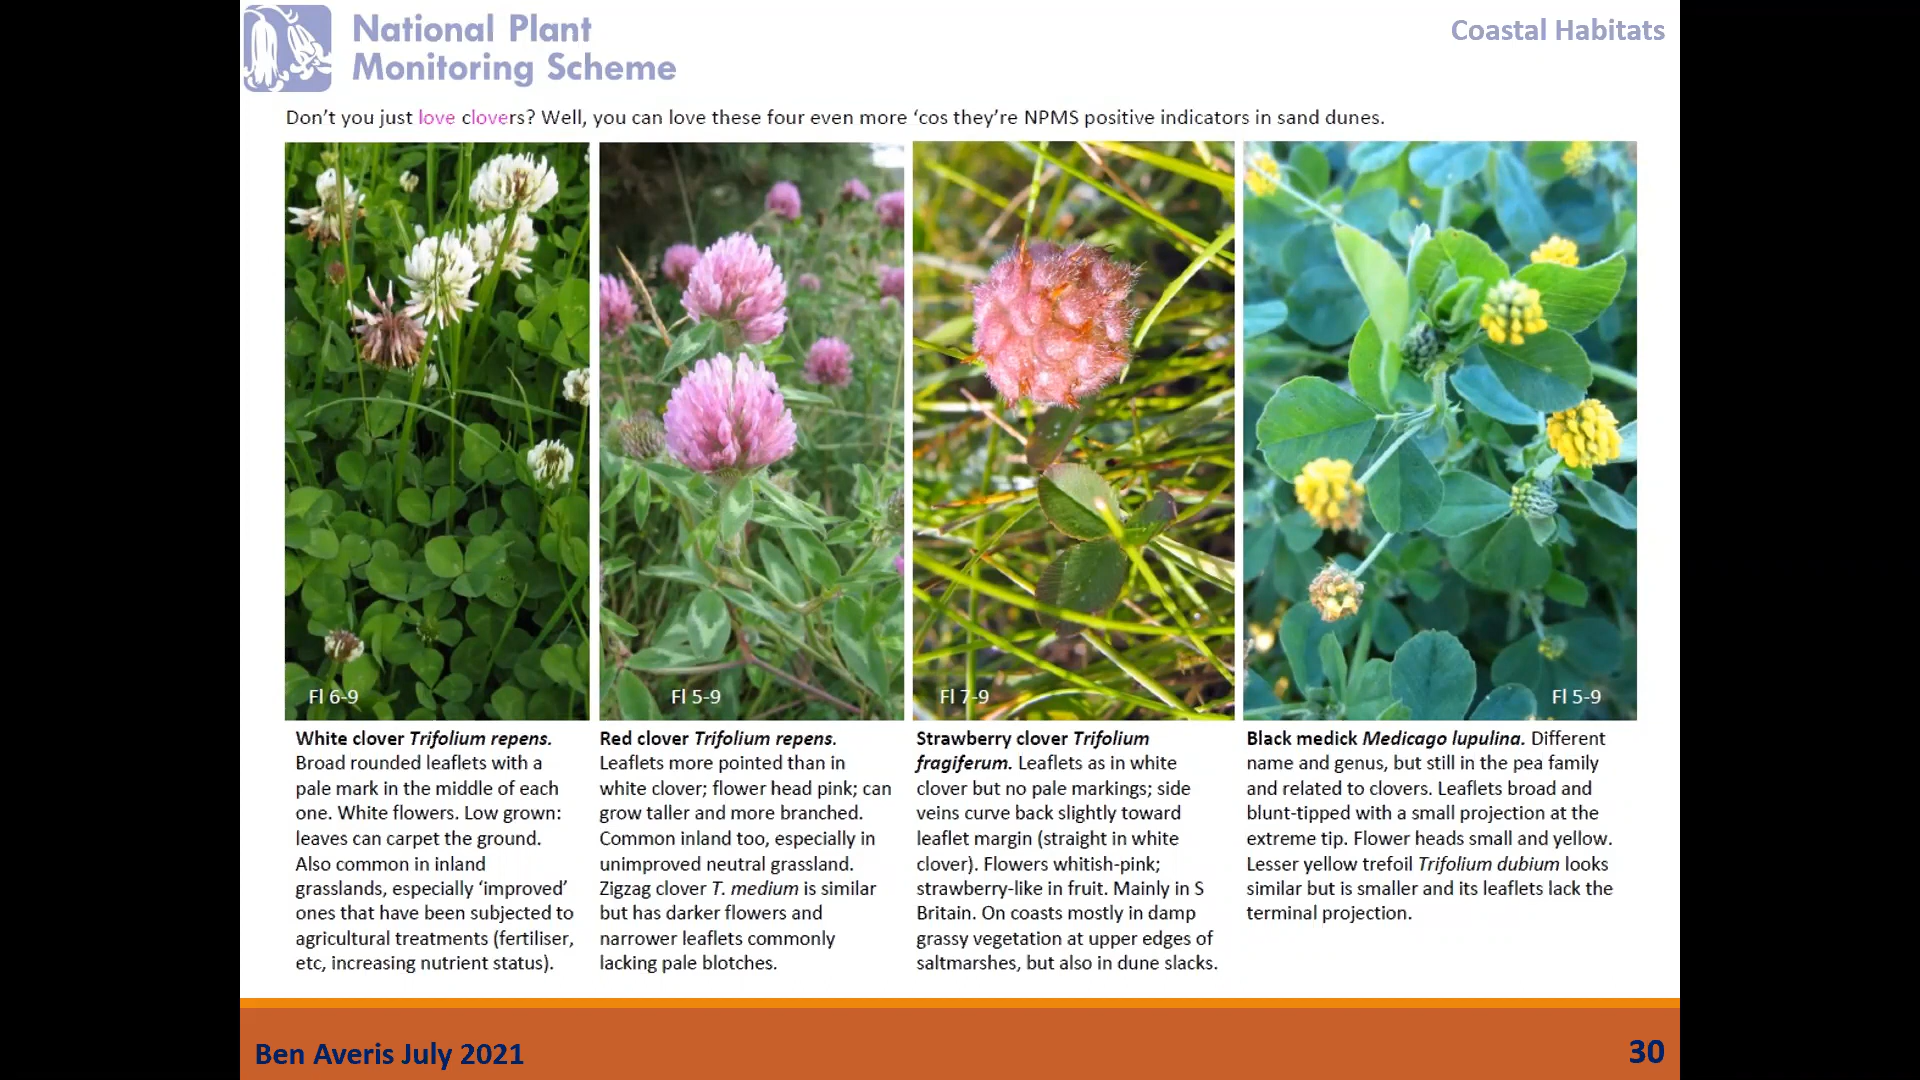 National Plant
Monitoring Scheme
Coastal Habitats
Don't you just love clovers? Well, you can love these four even more 'cos they're NPMS positive indicators in sand dunes.
Fl 6-9
Fl 5-9
Fl 7-9
Fl 5-9
White clover Trifolium repens.
Broad rounded leaflets with a
pale mark in the middle of each
one. White flowers. Low grown:
leaves can carpet the ground.
Also common in inland
grasslands, especially 'improved'
ones that have been subjected to
agricultural treatments (fertiliser,
etc, increasing nutrient status).
Red clover Trifolium repens.
Leaflets more pointed than in
white clover; flower head pink; can
grow taller and more branched.
Common inland too, especially in
unimproved neutral grassland.
Zigzag clover T. medium is similar
but has darker flowers and
narrower leaflets commonly
lacking pale blotches.
Strawberry clover Trifolium
fragiferum. Leaflets as in white
clover but no pale markings; side
veins curve back slightly toward
leaflet margin (straight in white
clover). Flowers whitish-pink;
strawberry-like in fruit. Mainly in S
Britain. On coasts mostly in damp
grassy vegetation at upper edges of
saltmarshes, but also in dune slacks.
Black medick Medicago lupulina. Different
name and genus, but still in the pea family
and related to clovers. Leaflets broad and
blunt-tipped with a small projection at the
extreme tip. Flower heads small and yellow.
Lesser yellow trefoil Trifolium dubium looks
similar but is smaller and its leaflets lack the
terminal projection.
Ben Averis July 2021
30